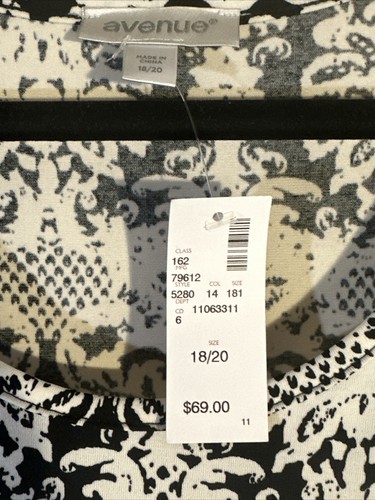 avenue®
MADE IN
CHINA
18/20
CLASS
162
PPG
79612
STYLE COL SIZE
5280 14 181
DEPT
CD 11063311
6
SIZE
18/20
$69.00
11